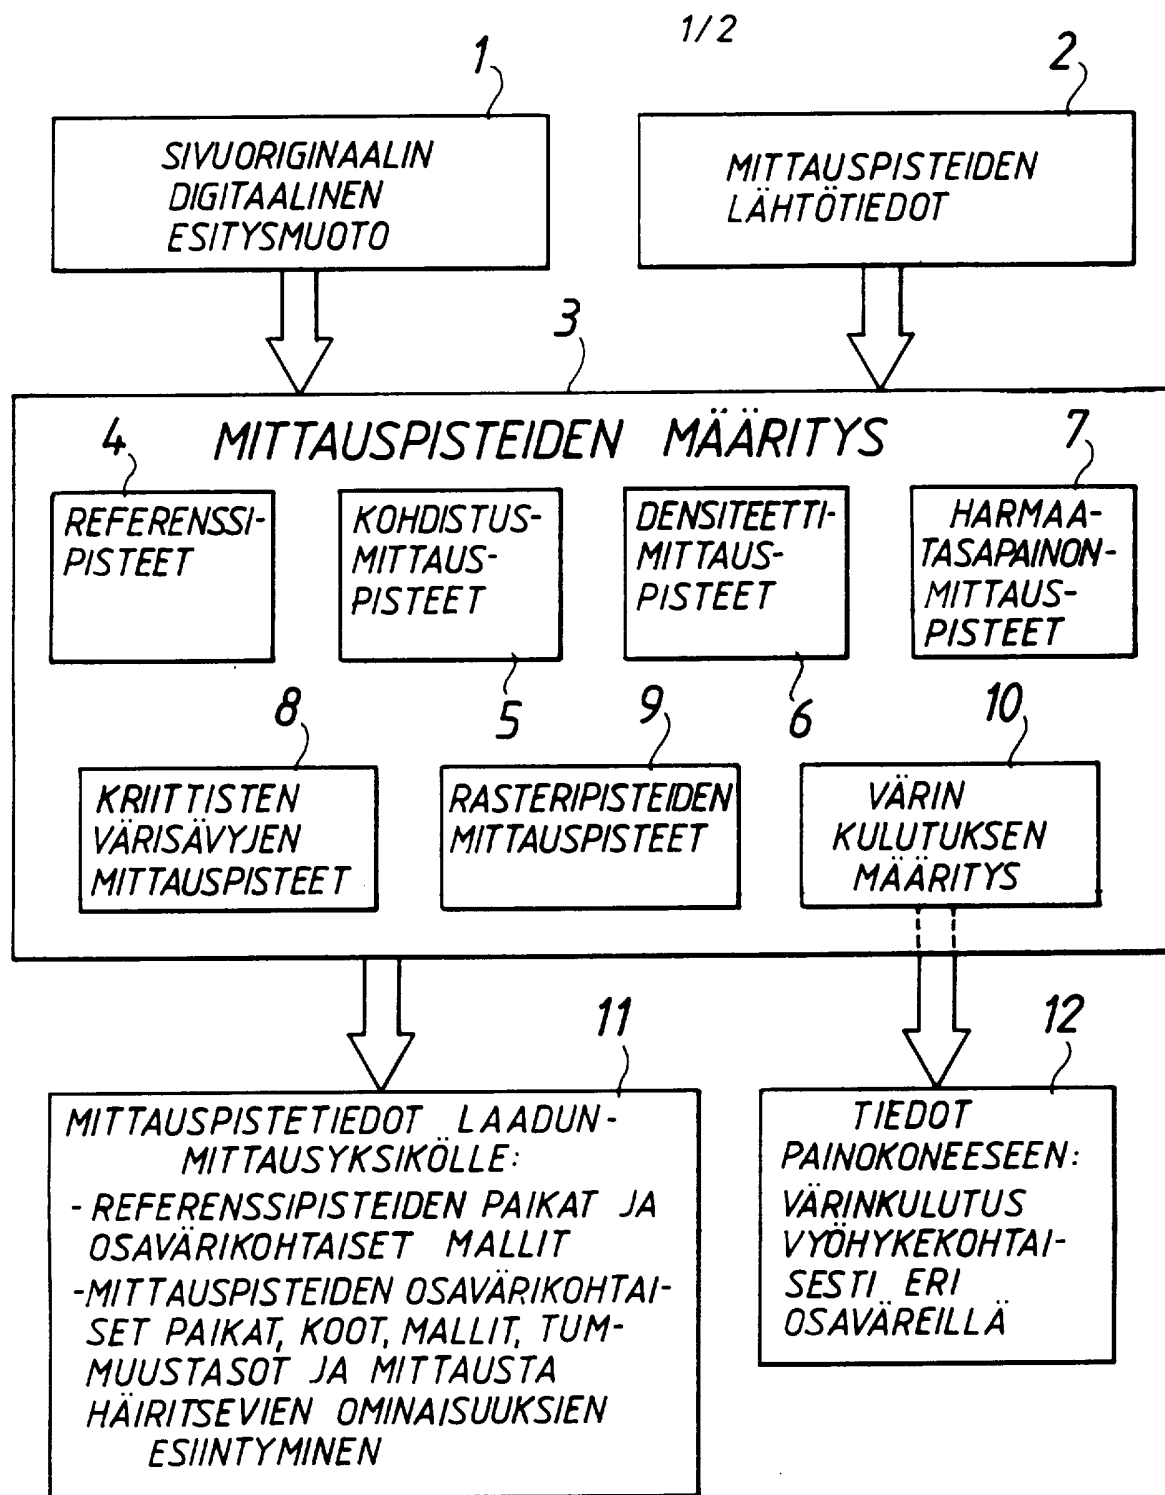 1/2
1
2
SIVUORIGINAALIN
DIGITAALINEN
ESITYSMUOTO
MITTAUSPISTEIDEN
LÄHTÖTIEDOT
3
MITTAUSPISTEIDEN MÄÄRITYS
4
REFERENSSI-
PISTEET
KOHDISTUS-
MITTAUS-
PISTEET
5
DENSITEETTI-
MITTAUS-
PISTEET
6
7
HARMAA-
TASAPAINON-
MITTAUS-
PISTEET
8
KRIITTISTEN
VÄRISÄVYJEN
MITTAUSPISTEET
9
RASTERIPISTEIDEN
MITTAUSPISTEET
10
VÄRIN
KULUTUKSEN
MÄÄRITYS
11
MITTAUSPISTETIEDOT LAADUN-
MITTAUSYKSIKÖLLE:
- REFERENSSIPISTEIDEN PAIKAT JA
OSAVÄRIKOHTAISET MALLIT
- MITTAUSPISTEIDEN OSAVÄRIKOHTAI-
SET PAIKAT, KOOT, MALLIT, TUM-
MUUSTASOT JA MITTAUSTA
HÄIRITSEVIEN OMINAISUUKSIEN
ESIINTYMINEN
12
TIEDOT
PAINOKONEESEEN:
VÄRINKULUTUS
VYÖHYKEKOHTAI-
SESTI ERI
OSAVÄREILLÄ